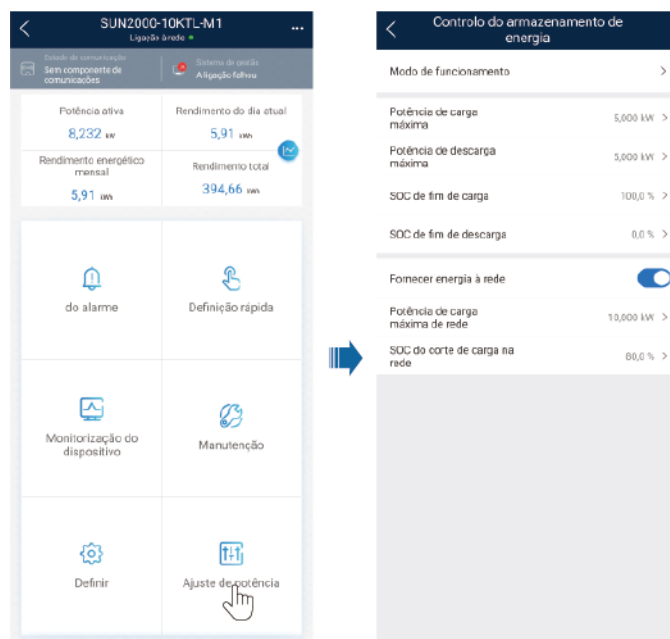 SUN2000-10KTL-M1
Ligação à rede
Estado de comunicação
Sem componente de
comunicações
Sistema de gestão
A ligação falhou
Potência ativa
8,232 kW
Rendimento do dia atual
5,91 kWh
Rendimento energético
mensal
5,91 kWh
Rendimento total
394,66 kWh
do alarme
Definição rápida
Monitorização do
dispositivo
Manutenção
Definir
Ajuste de potência
Controlo do armazenamento de
energia
Modo de funcionamento
Potência de carga
máxima
5,000 kW
Potência de descarga
máxima
5,000 kW
SOC de fim de carga
100,0 %
SOC de fim de descarga
0,0 %
Fornecer energia à rede
Potência de carga
máxima de rede
10,000 kW
SOC do corte de carga na
rede
80,0 %